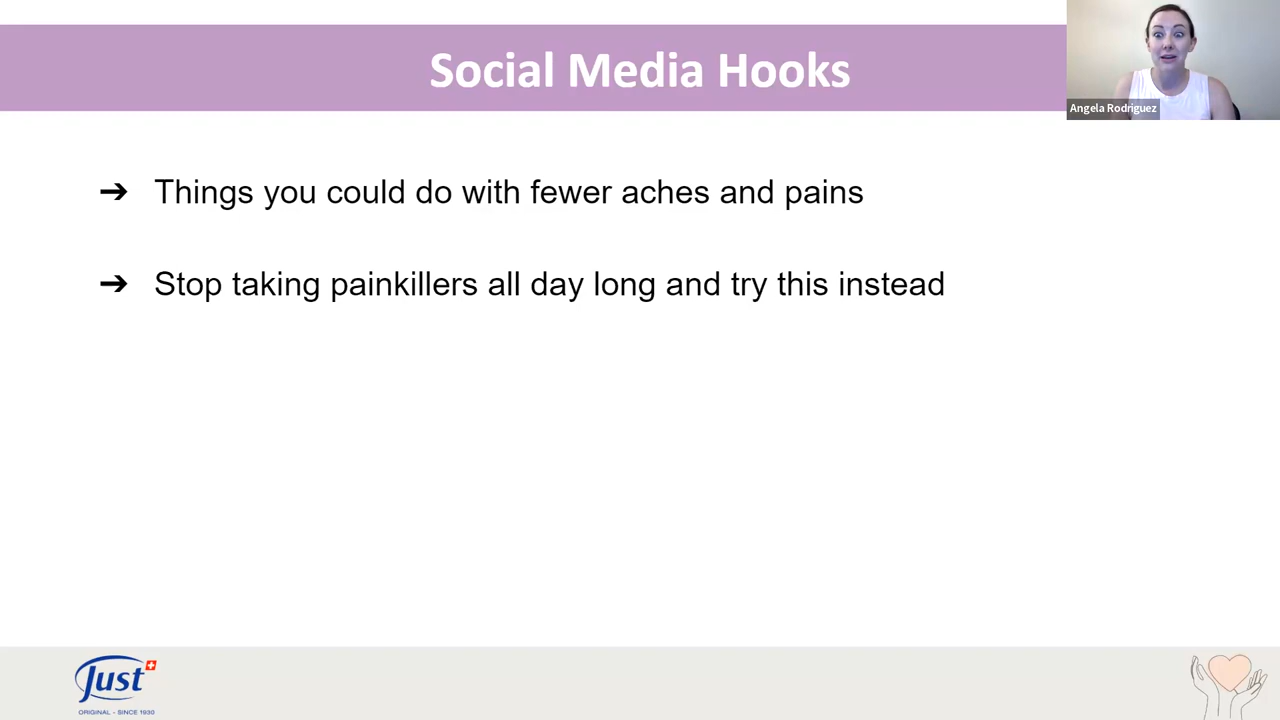 Social Media Hooks
Angela Rodriguez
➔ Things you could do with fewer aches and pains
➔ Stop taking painkillers all day long and try this instead
Just
ORIGINAL - SINCE 1930